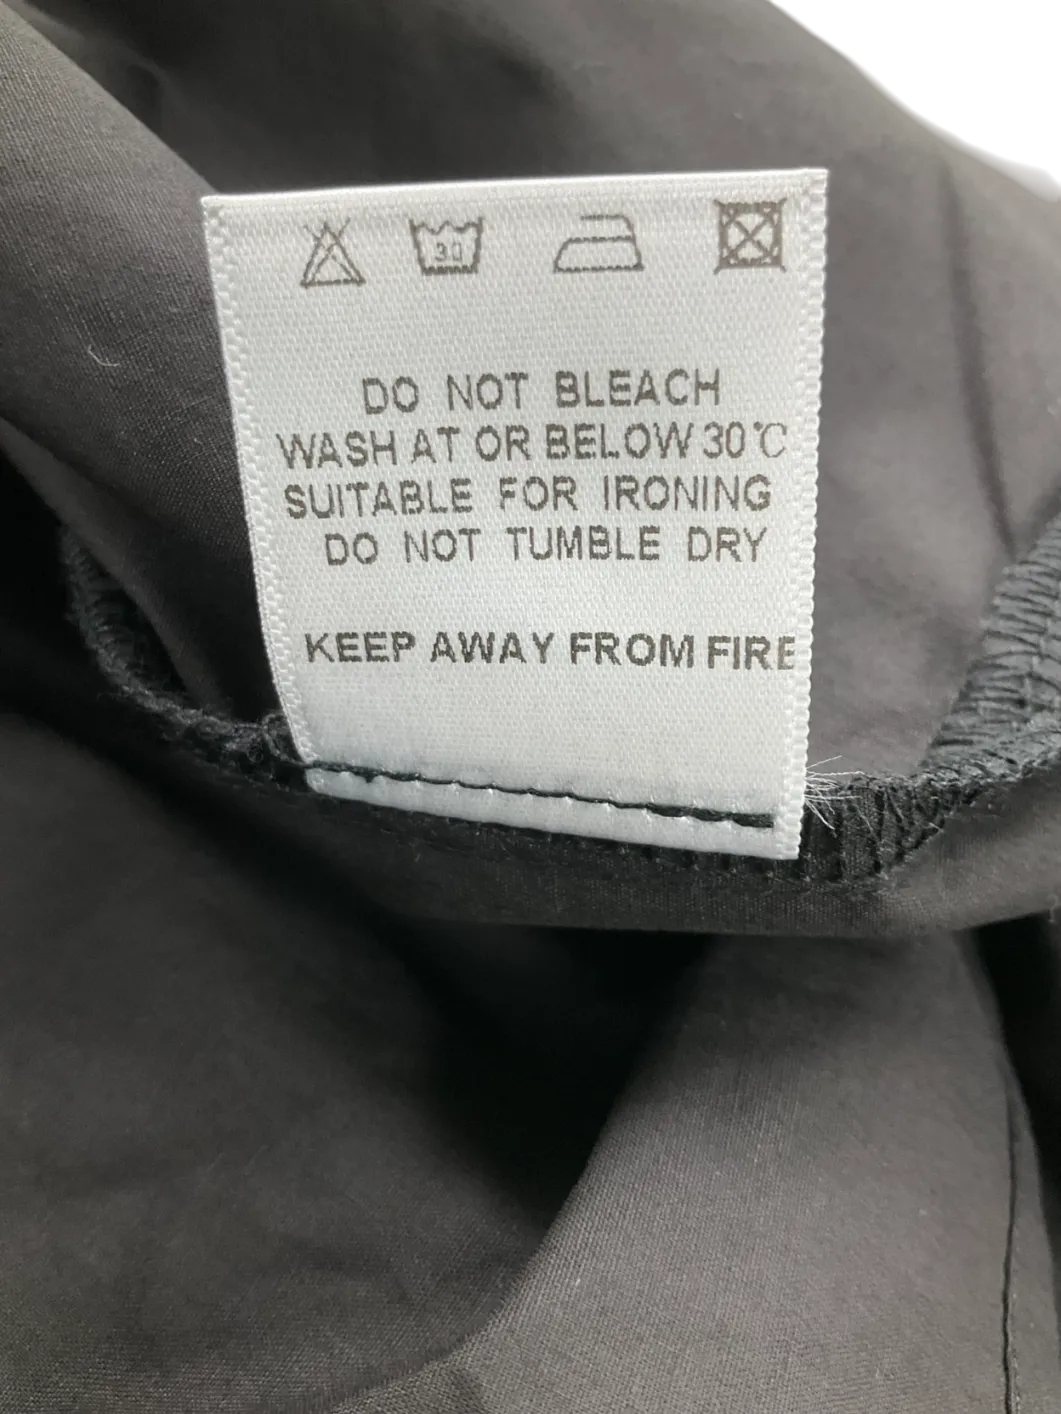 30
DO NOT BLEACH
WASH AT OR BELOW 30℃
SUITABLE FOR IRONING
DO NOT TUMBLE DRY
KEEP AWAY FROM FIRE